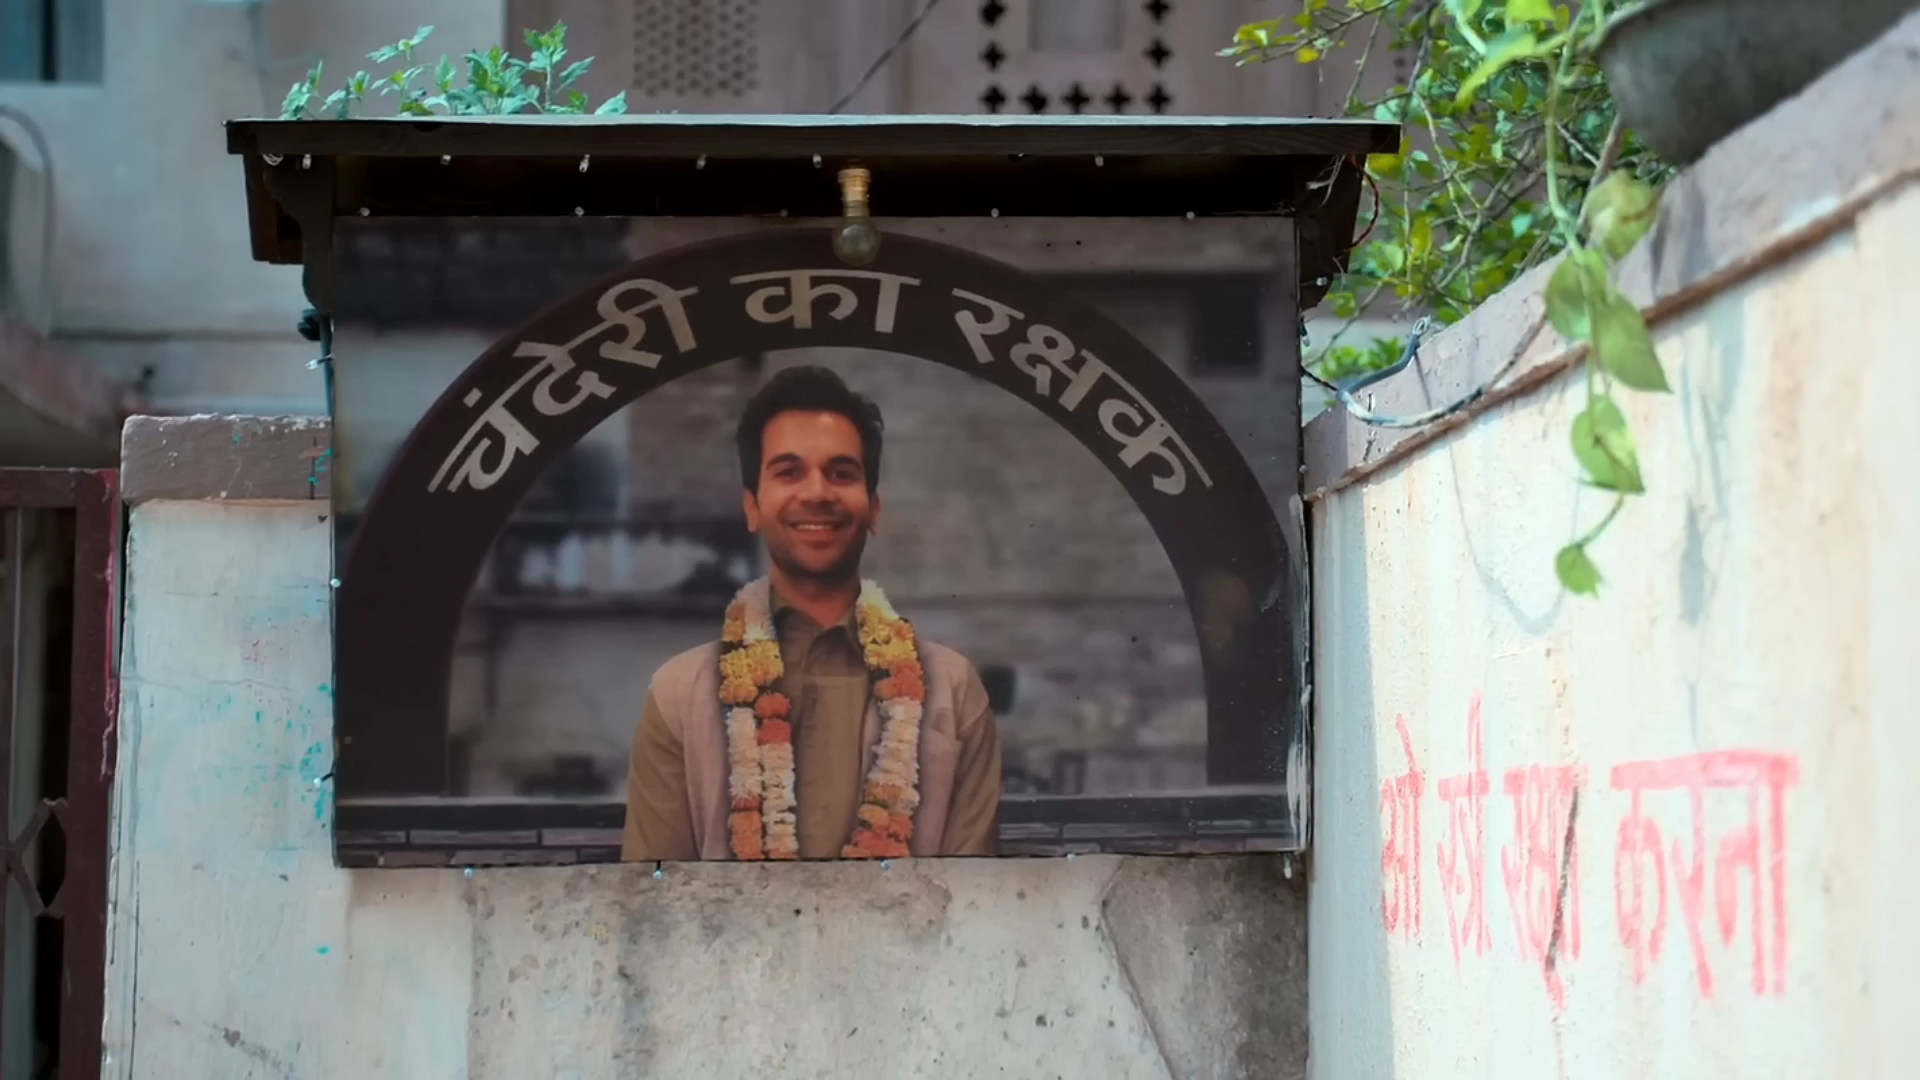 चंदेरी का रक्षक
ओ स्त्री रक्षा करना